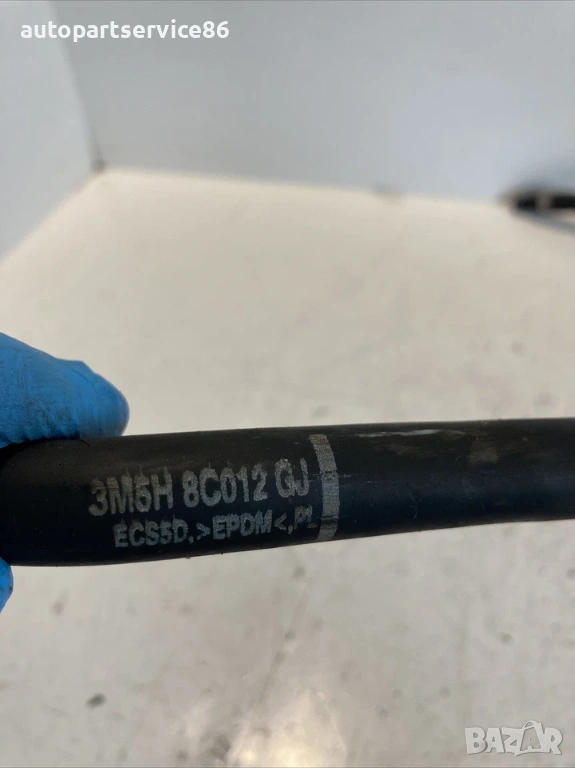 autopartservice86
3M5H 8C012 GJ
ECS5D.>EPDM<,PL
BAZAR